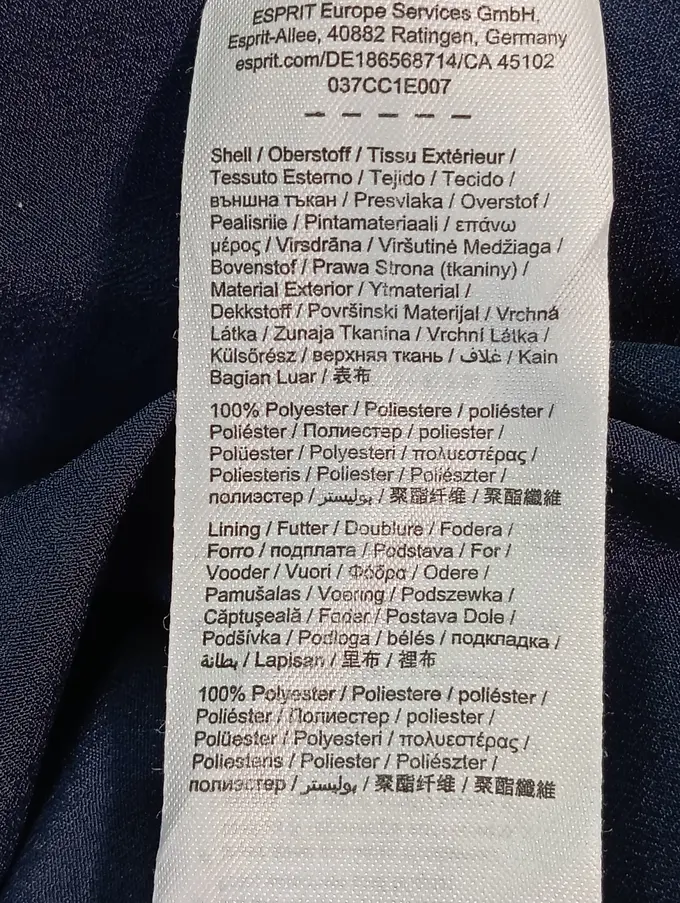 ESPRIT Europe Services GmbH,
Esprit-Allee, 40882 Ratingen, Germany
esprit.com/DE186568714/CA 45102
037CC1E007
Shell / Oberstoff / Tissu Extérieur /
Tessuto Esterno / Tejido / Tecido /
външна тъкан / Presvlaka / Overstof /
Pealisriie / Pintamateriaali / επάνω
μέρος / Virsdrāna / Viršutinė Medžiaga /
Bovenstof / Prawa Strona (tkaniny) /
Material Exterior / Ytmaterial /
Dekkstoff / Površinski Materijal / Vrchná
Látka / Zunaja Tkanina / Vrchní Látka /
Külsőrész / верхняя ткань / غلاف / Kain
Bagian Luar / 表布
100% Polyester / Poliestere / poliéster /
Poliéster / Полиестер / poliester /
Polüester / Polyesteri / πολυεστέρας /
Poliesteris / Poliester / Poliészter /
полиэстер / بوليستر / 聚酯纤维 / 聚酯纖維
Lining / Futter / Doublure / Fodera /
Forro / подплата / Podstava / For /
Vooder / Vuori / Φόδρα / Odere /
Pamušalas / Voering / Podszewka /
Căptuşeală / Foder / Postava Dole /
Podšívka / Podloga / bélés / подкладка /
بطانة / Lapisan / 里布 / 裡布
100% Polyester / Poliestere / poliéster /
Poliéster / Полиестер / poliester /
Polüester / Polyesteri / πολυεστέρας /
Poliesteris / Poliester / Poliészter /
полиэстер / بوليستر / 聚酯纤维 / 聚酯纖維